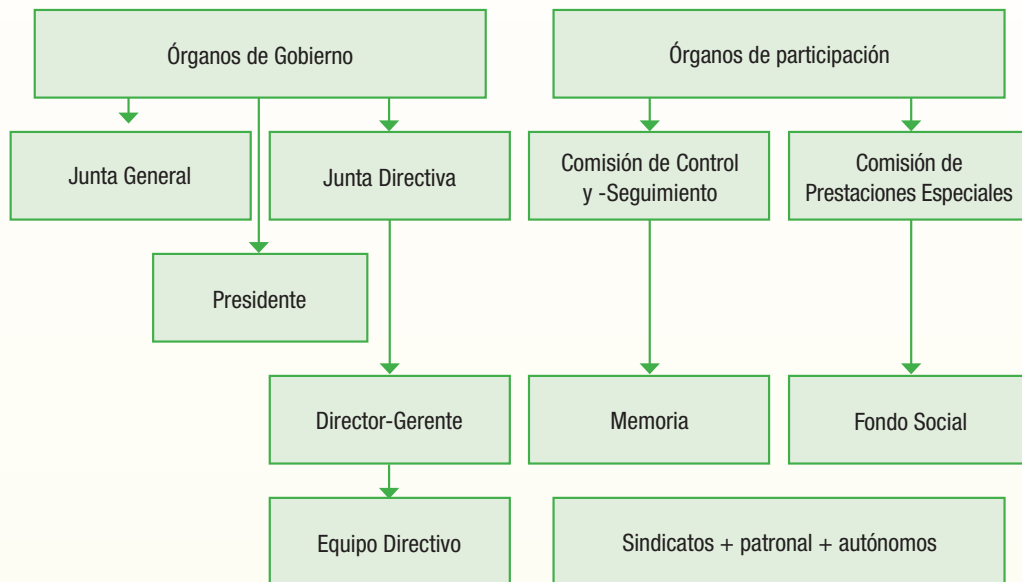 Órganos de Gobierno
Órganos de participación
Junta General
Junta Directiva
Comisión de Control
y -Seguimiento
Comisión de
Prestaciones Especiales
Presidente
Director-Gerente
Memoria
Fondo Social
Equipo Directivo
Sindicatos + patronal + autónomos